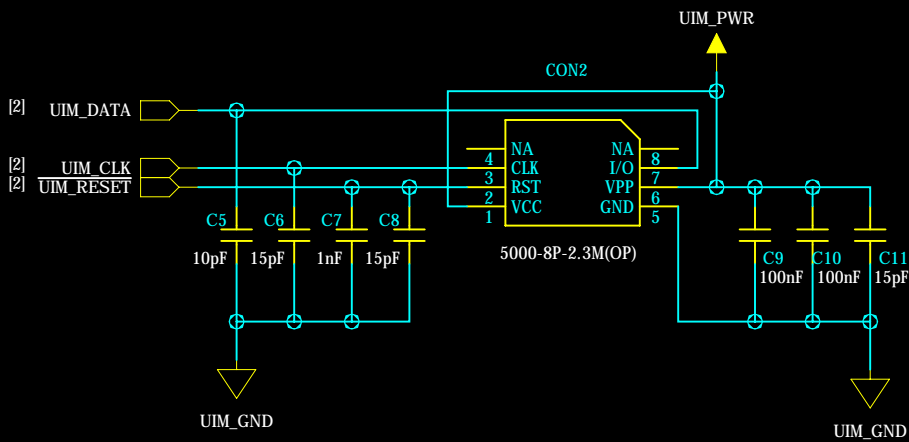 UIM_PWR
CON2
[2] UIM_DATA
[2] UIM_CLK
[2] UIM_RESET
NA NA
4 CLK I/O 8
3 RST VPP 7
2 VCC GND 6
1 5
5000-8P-2.3M(OP)
C5 C6 C7 C8
10pF 15pF 1nF 15pF
C9 C10 C11
100nF 100nF 15pF
UIM_GND
UIM_GND